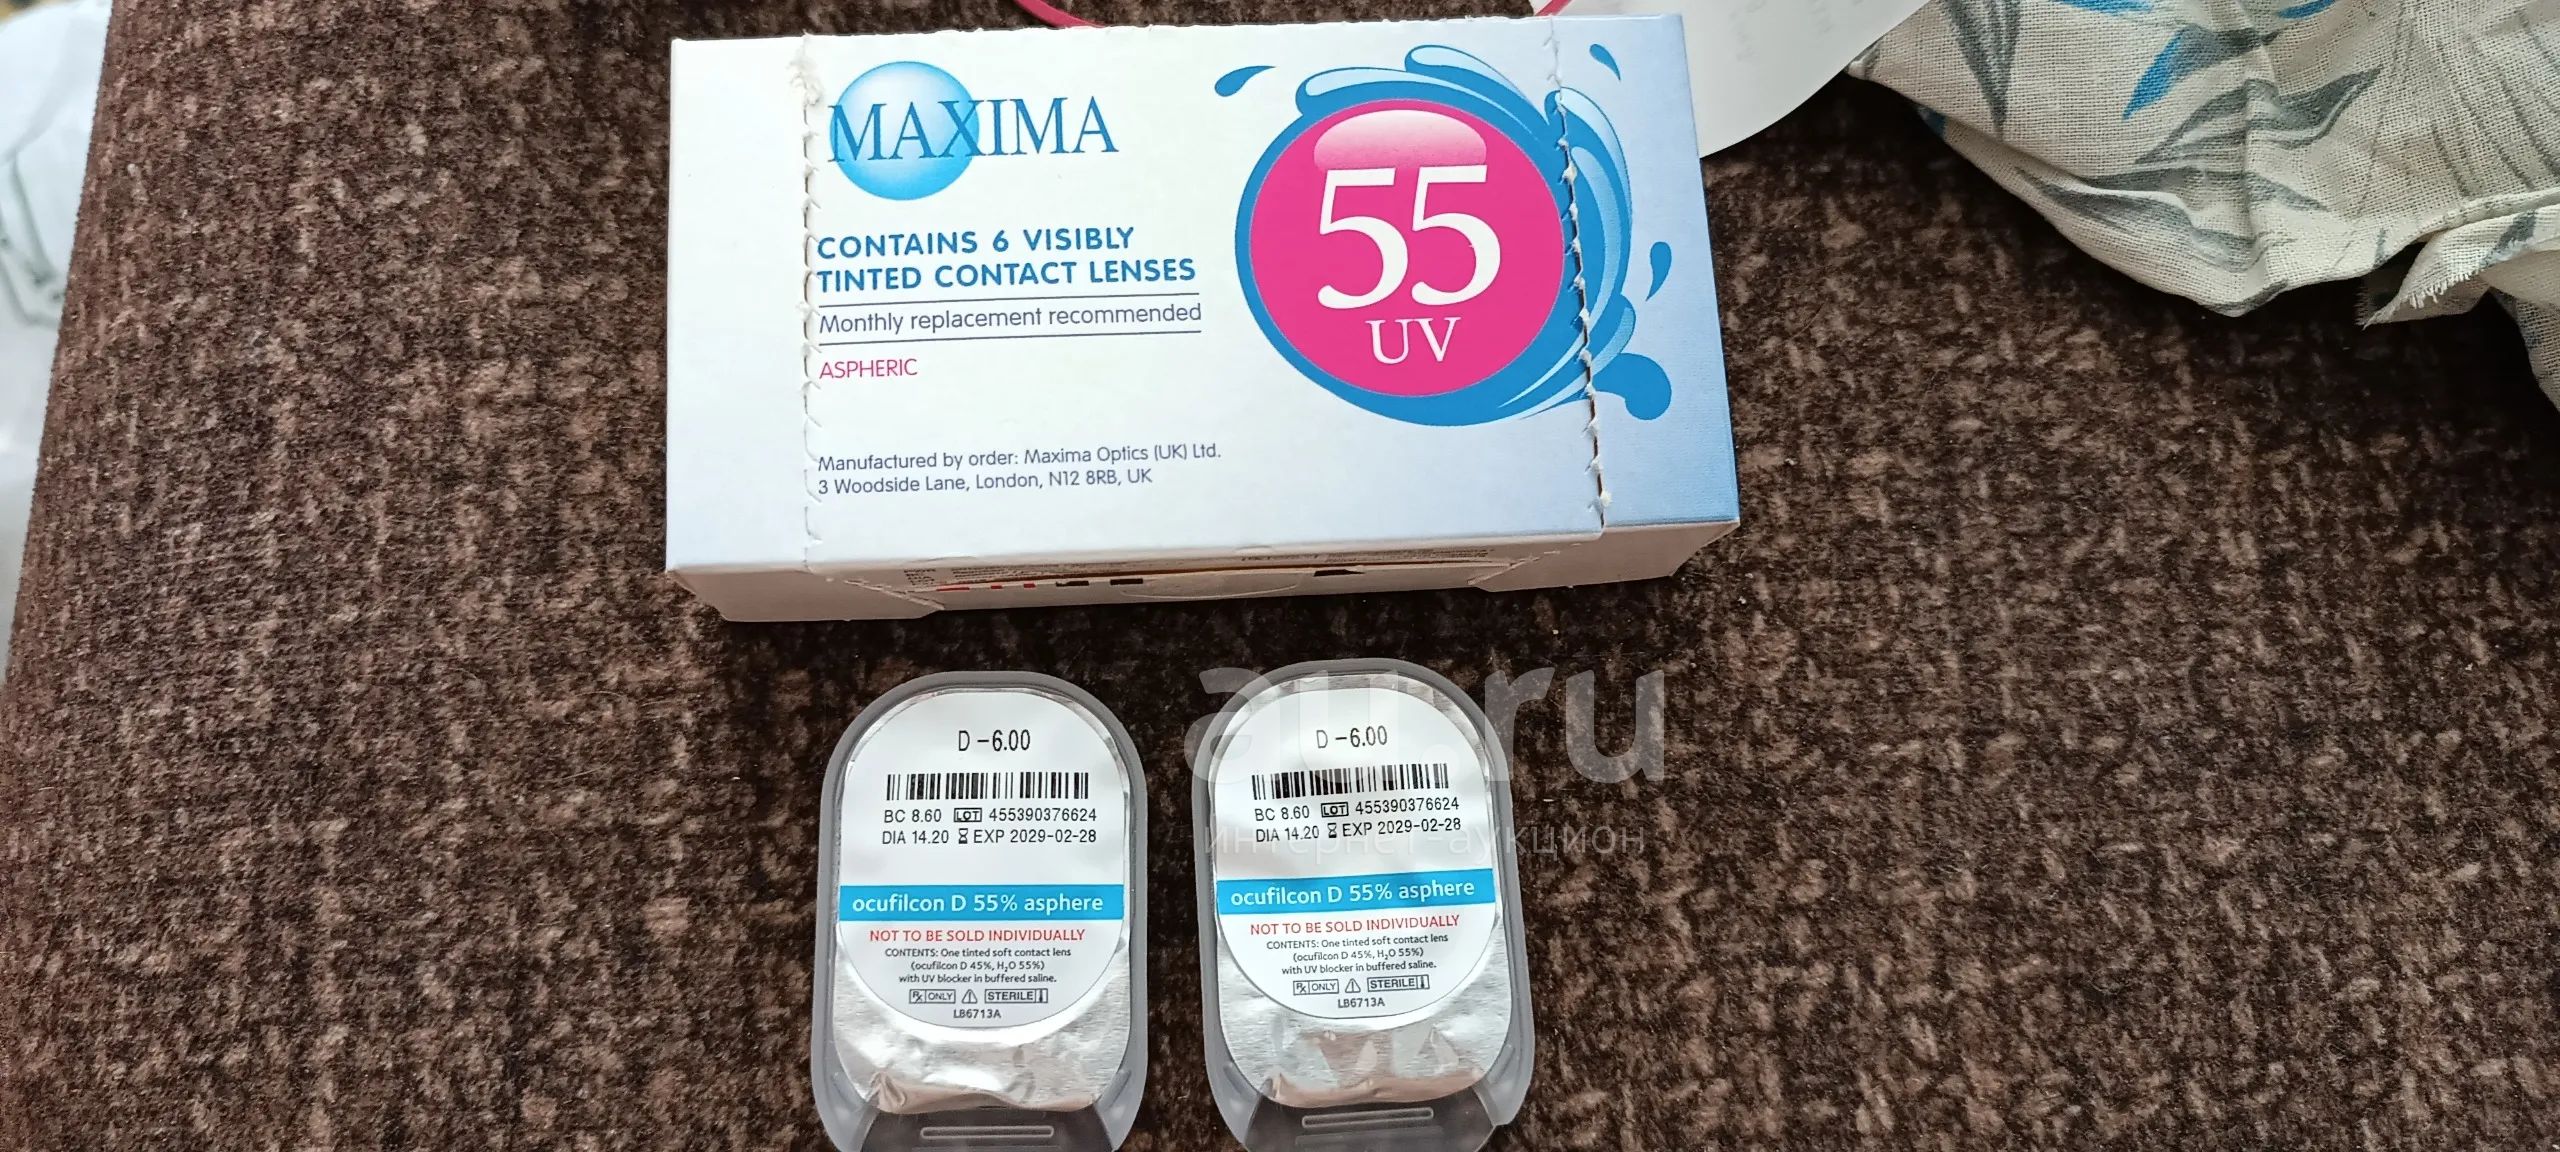 MAXIMA
CONTAINS 6 VISIBLY
TINTED CONTACT LENSES
Monthly replacement recommended
ASPHERIC
Manufactured by order: Maxima Optics (UK) Ltd.
3 Woodside Lane, London, N12 8RB, UK
55
UV
D -6.00
BC 8.60 LOT 455390376624
DIA 14.20 EXP 2029-02-28
ocufilcon D 55% asphere
NOT TO BE SOLD INDIVIDUALLY
CONTENTS: One tinted soft contact lens
(ocufilcon D 45%, H₂O 55%)
with UV blocker in buffered saline.
Rx ONLY STERILE
LB6713A
D -6.00
BC 8.60 LOT 455390376624
DIA 14.20 EXP 2029-02-28
ocufilcon D 55% asphere
NOT TO BE SOLD INDIVIDUALLY
CONTENTS: One tinted soft contact lens
(ocufilcon D 45%, H₂O 55%)
with UV blocker in buffered saline.
Rx ONLY STERILE
LB6713A
au.ru
интернет-аукцион